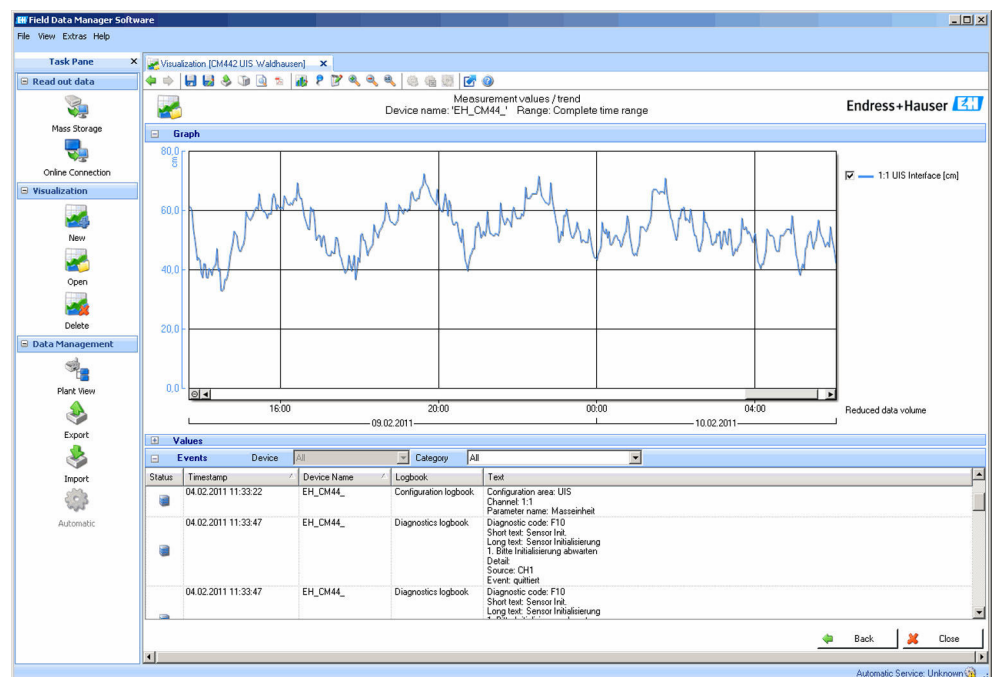 Field Data Manager Software
File View Extras Help
Task Pane X
Visualization [CM442 UIS Waldhausen] x
Read out data
Mass Storage
Online Connection
Visualization
New
Open
Delete
Data Management
Plant View
Export
Import
Automatic
Measurement values / trend
Device name: 'EH_CM44_' Range: Complete time range
Endress+Hauser EH
Graph
80,0
cm
60,0
40,0
20,0
0,0
1:1 UIS Interface [cm]
16:00 20:00 00:00 04:00
09.02.2011 10.02.2011
Reduced data volume
Values
Events Device All Category All
Status Timestamp Device Name Logbook Text
04.02.2011 11:33:22 EH_CM44_ Configuration logbook Configuration area: UIS
Channel: 1:1
Parameter name: Masseinheit
04.02.2011 11:33:47 EH_CM44_ Diagnostics logbook Diagnostic code: F10
Short text: Sensor Init.
Long text: Sensor Initialisierung
1. Bitte Initialisierung abwarten
Detail:
Source: CH1
Event: quittiert
04.02.2011 11:33:47 EH_CM44_ Diagnostics logbook Diagnostic code: F10
Short text: Sensor Init.
Long text: Sensor Initialisierung
Back Close
Automatic Service: Unknown